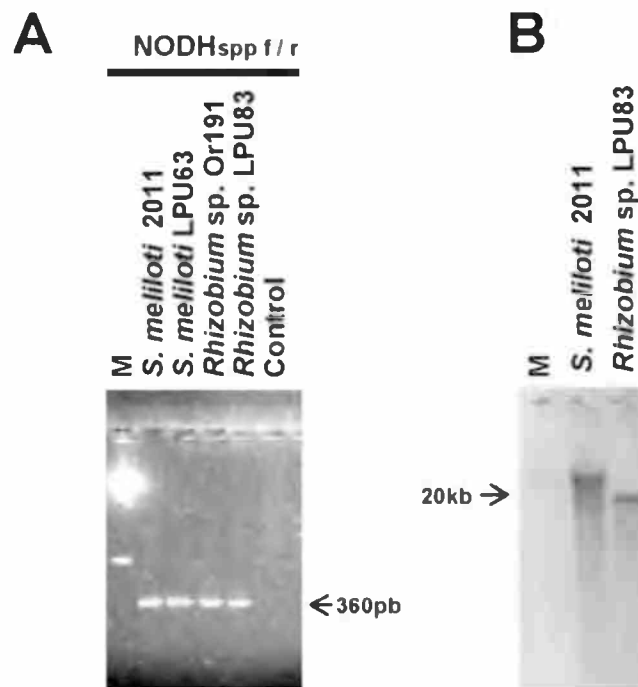 A
NODHspp f / r
M
S. meliloti 2011
S. meliloti LPU63
Rhizobium sp. Or191
Rhizobium sp. LPU83
Control
←360pb
B
M
S. meliloti 2011
Rhizobium sp. LPU83
20kb→